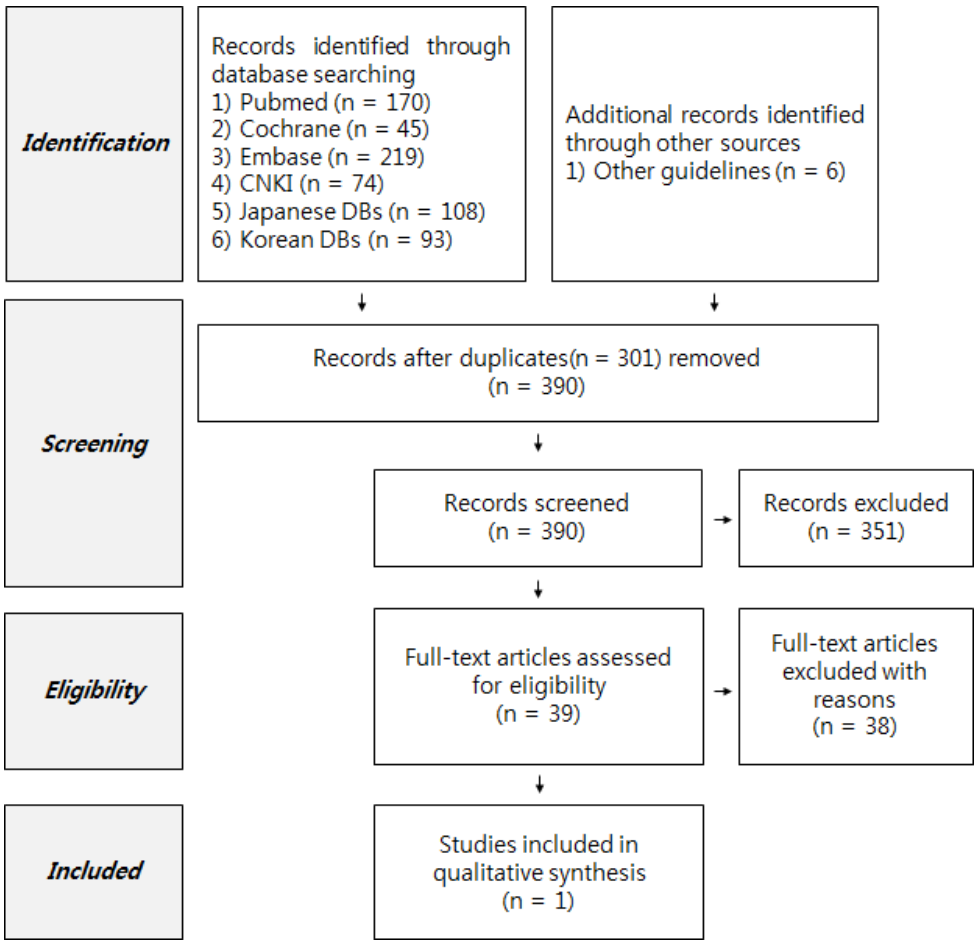 Identification
Records identified through
database searching
1) Pubmed (n = 170)
2) Cochrane (n = 45)
3) Embase (n = 219)
4) CNKI (n = 74)
5) Japanese DBs (n = 108)
6) Korean DBs (n = 93)
Additional records identified
through other sources
1) Other guidelines (n = 6)
Screening
Records after duplicates(n = 301) removed
(n = 390)
Records screened
(n = 390)
Records excluded
(n = 351)
Eligibility
Full-text articles assessed
for eligibility
(n = 39)
Full-text articles
excluded with
reasons
(n = 38)
Included
Studies included in
qualitative synthesis
(n = 1)